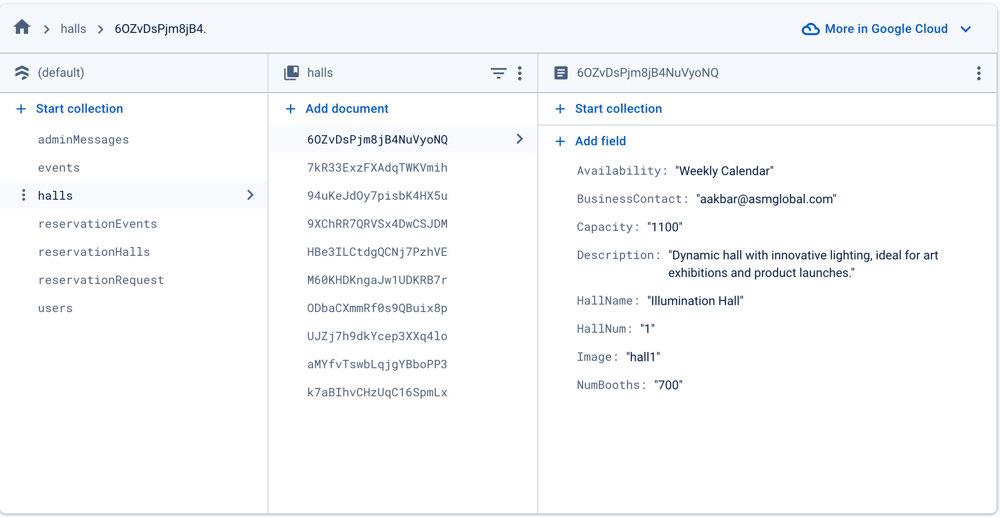 halls
6OZvDsPjm8jB4.
More in Google Cloud
(default)
Start collection
adminMessages
events
halls
reservationEvents
reservationHalls
reservationRequest
users
halls
Add document
6OZvDsPjm8jB4NuVyoNQ
7kR33ExzFXAdqTWKVmih
94uKeJdOy7pisbK4HX5u
9XChRR7QRVSx4DwCSJDM
HBe3ILCtdgQCNj7PzhVE
M60KHDKngaJw1UDKRB7r
ODbaCXmmRf0s9QBuix8p
UJZj7h9dkYcep3XXq4lo
aMYfvTswbLqjgYBboPP3
k7aBIhvCHzUqC16SpmLx
6OZvDsPjm8jB4NuVyoNQ
Start collection
Add field
Availability: "Weekly Calendar"
BusinessContact: "aakbar@asmglobal.com"
Capacity: "1100"
Description: "Dynamic hall with innovative lighting, ideal for art
exhibitions and product launches."
HallName: "Illumination Hall"
HallNum: "1"
Image: "hall1"
NumBooths: "700"